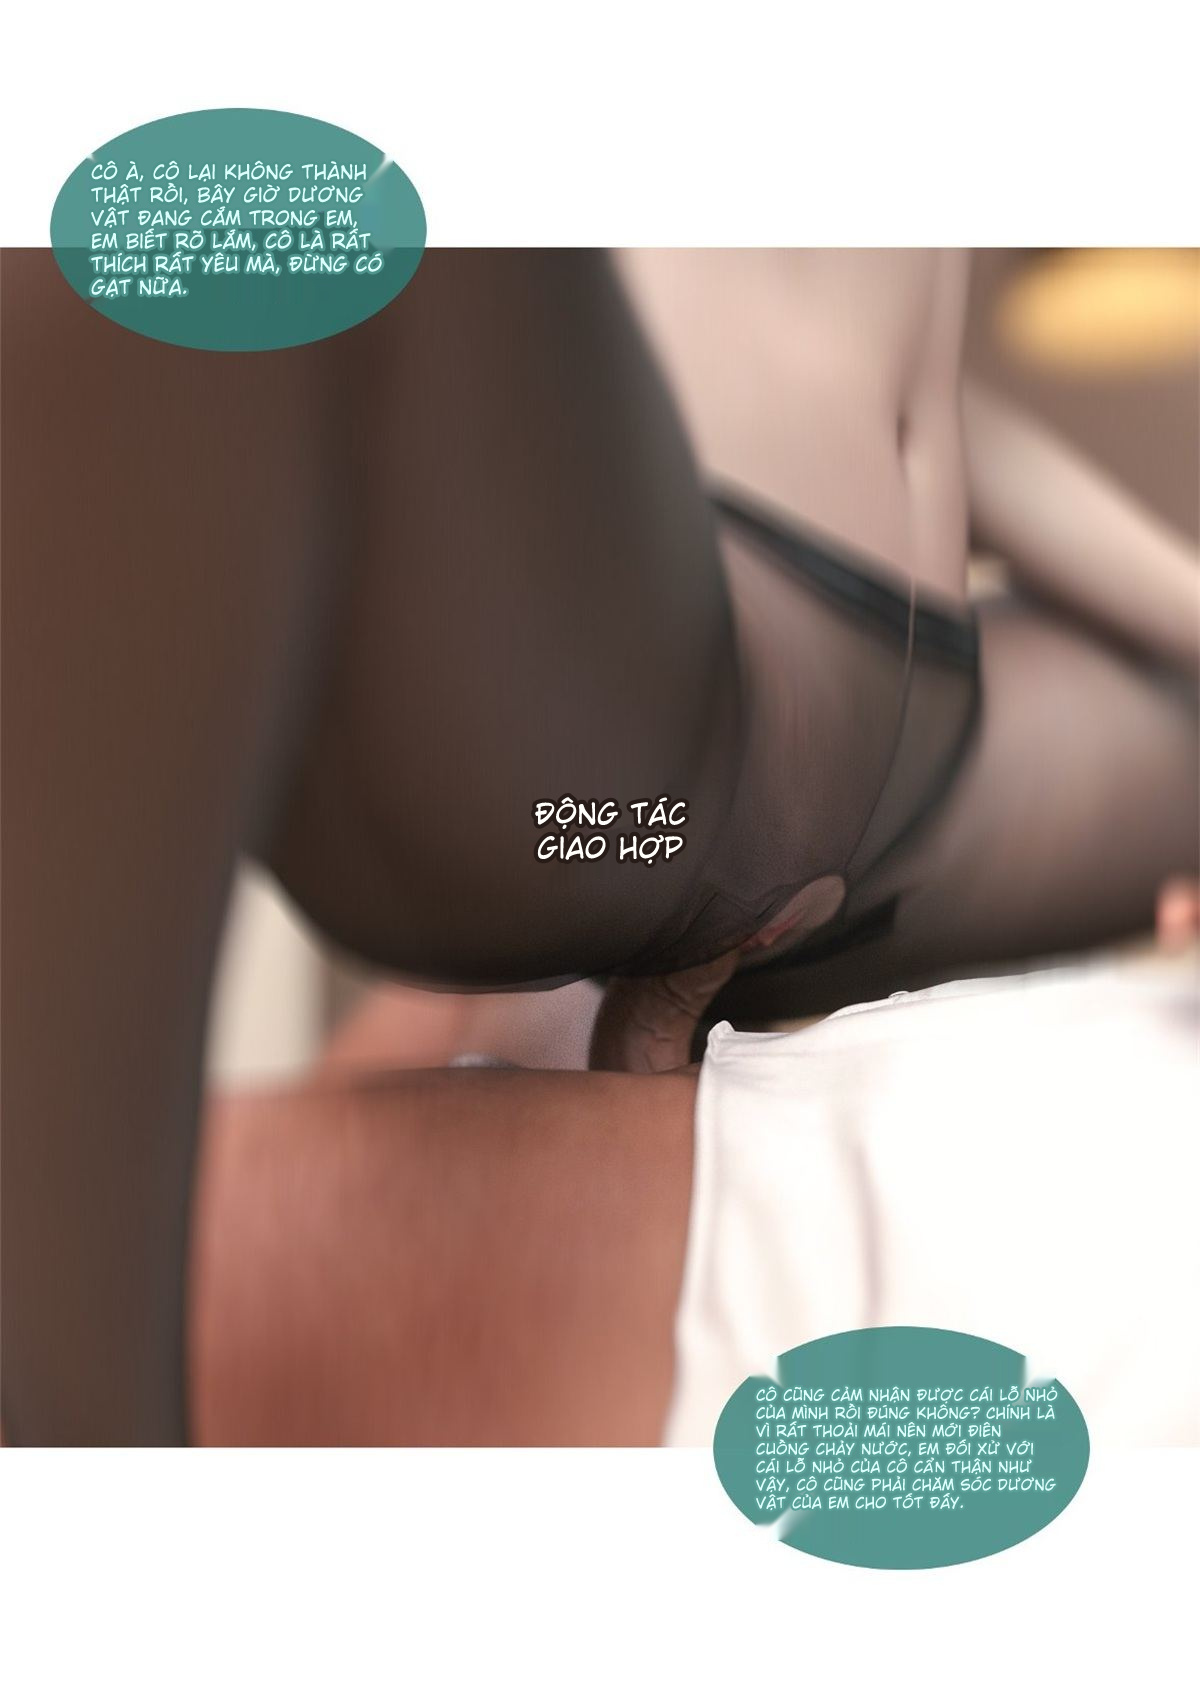 CÔ À, CÔ LẠI KHÔNG THÀNH
THẬT RỒI, BÂY GIỜ DƯƠNG
VẬT ĐANG CẮM TRONG EM,
EM BIẾT RÕ LẮM, CÔ LÀ RẤT
THÍCH RẤT YÊU MÀ, ĐỪNG CÓ
GẠT NỮA.
ĐỘNG TÁC
GIAO HỢP
CÔ CŨNG CẢM NHẬN ĐƯỢC CÁI LỖ NHỎ
CỦA MÌNH RỒI ĐÚNG KHÔNG? CHÍNH LÀ
VÌ RẤT THOẢI MÁI NÊN MỚI ĐIÊN
CUỒNG CHẢY NƯỚC, EM ĐỐI XỬ VỚI
CÁI LỖ NHỎ CỦA CÔ CẨN THẬN NHƯ
VẬY, CÔ CŨNG PHẢI CHĂM SÓC DƯƠNG
VẬT CỦA EM CHO TỐT ĐẤY.